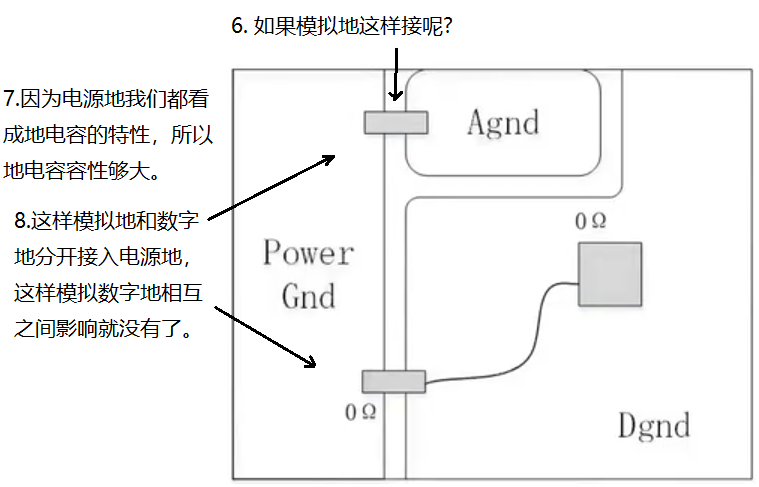 6. 如果模拟地这样接呢?
7.因为电源地我们都看
成地电容的特性，所以
地电容容性够大。
8.这样模拟地和数字
地分开接入电源地，
这样模拟数字地相互
之间影响就没有了。
Agnd
0Ω
Power
Gnd
0Ω
Dgnd